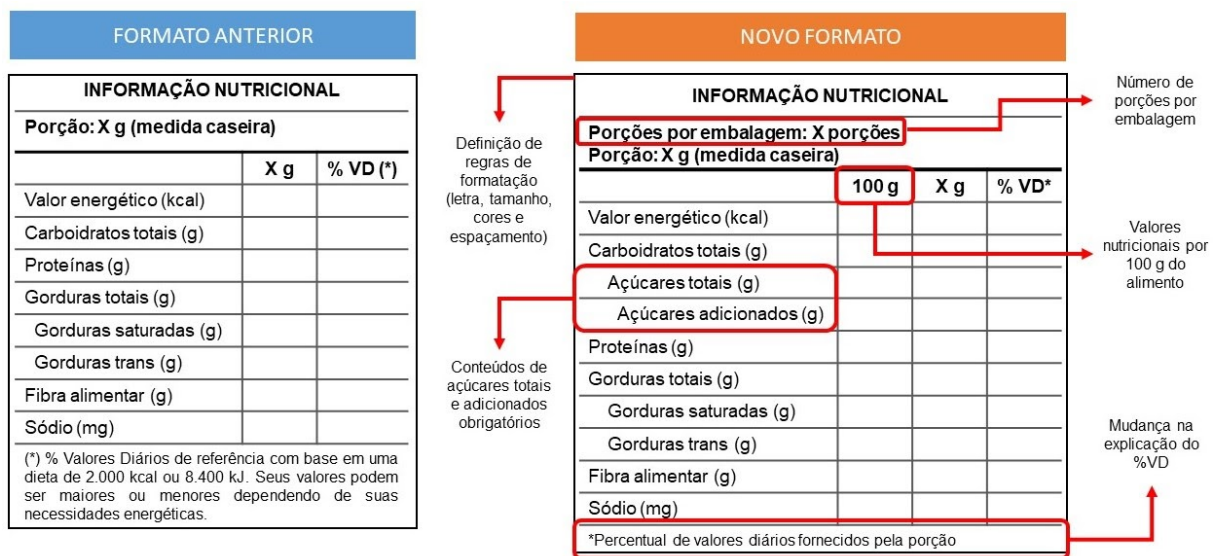 FORMATO ANTERIOR
INFORMAÇÃO NUTRICIONAL
Porção: X g (medida caseira)
X g % VD (*)
Valor energético (kcal)
Carboidratos totais (g)
Proteínas (g)
Gorduras totais (g)
Gorduras saturadas (g)
Gorduras trans (g)
Fibra alimentar (g)
Sódio (mg)
(*) % Valores Diários de referência com base em uma
dieta de 2.000 kcal ou 8.400 kJ. Seus valores podem
ser maiores ou menores dependendo de suas
necessidades energéticas.
Definição de
regras de
formatação
(letra, tamanho,
cores e
espaçamento)
Conteúdos de
açúcares totais
e adicionados
obrigatórios
NOVO FORMATO
INFORMAÇÃO NUTRICIONAL
Porções por embalagem: X porções
Porção: X g (medida caseira)
100 g X g % VD*
Valor energético (kcal)
Carboidratos totais (g)
Açúcares totais (g)
Açúcares adicionados (g)
Proteínas (g)
Gorduras totais (g)
Gorduras saturadas (g)
Gorduras trans (g)
Fibra alimentar (g)
Sódio (mg)
*Percentual de valores diários fornecidos pela porção
Número de
porções por
embalagem
Valores
nutricionais por
100 g do
alimento
Mudança na
explicação do
%VD